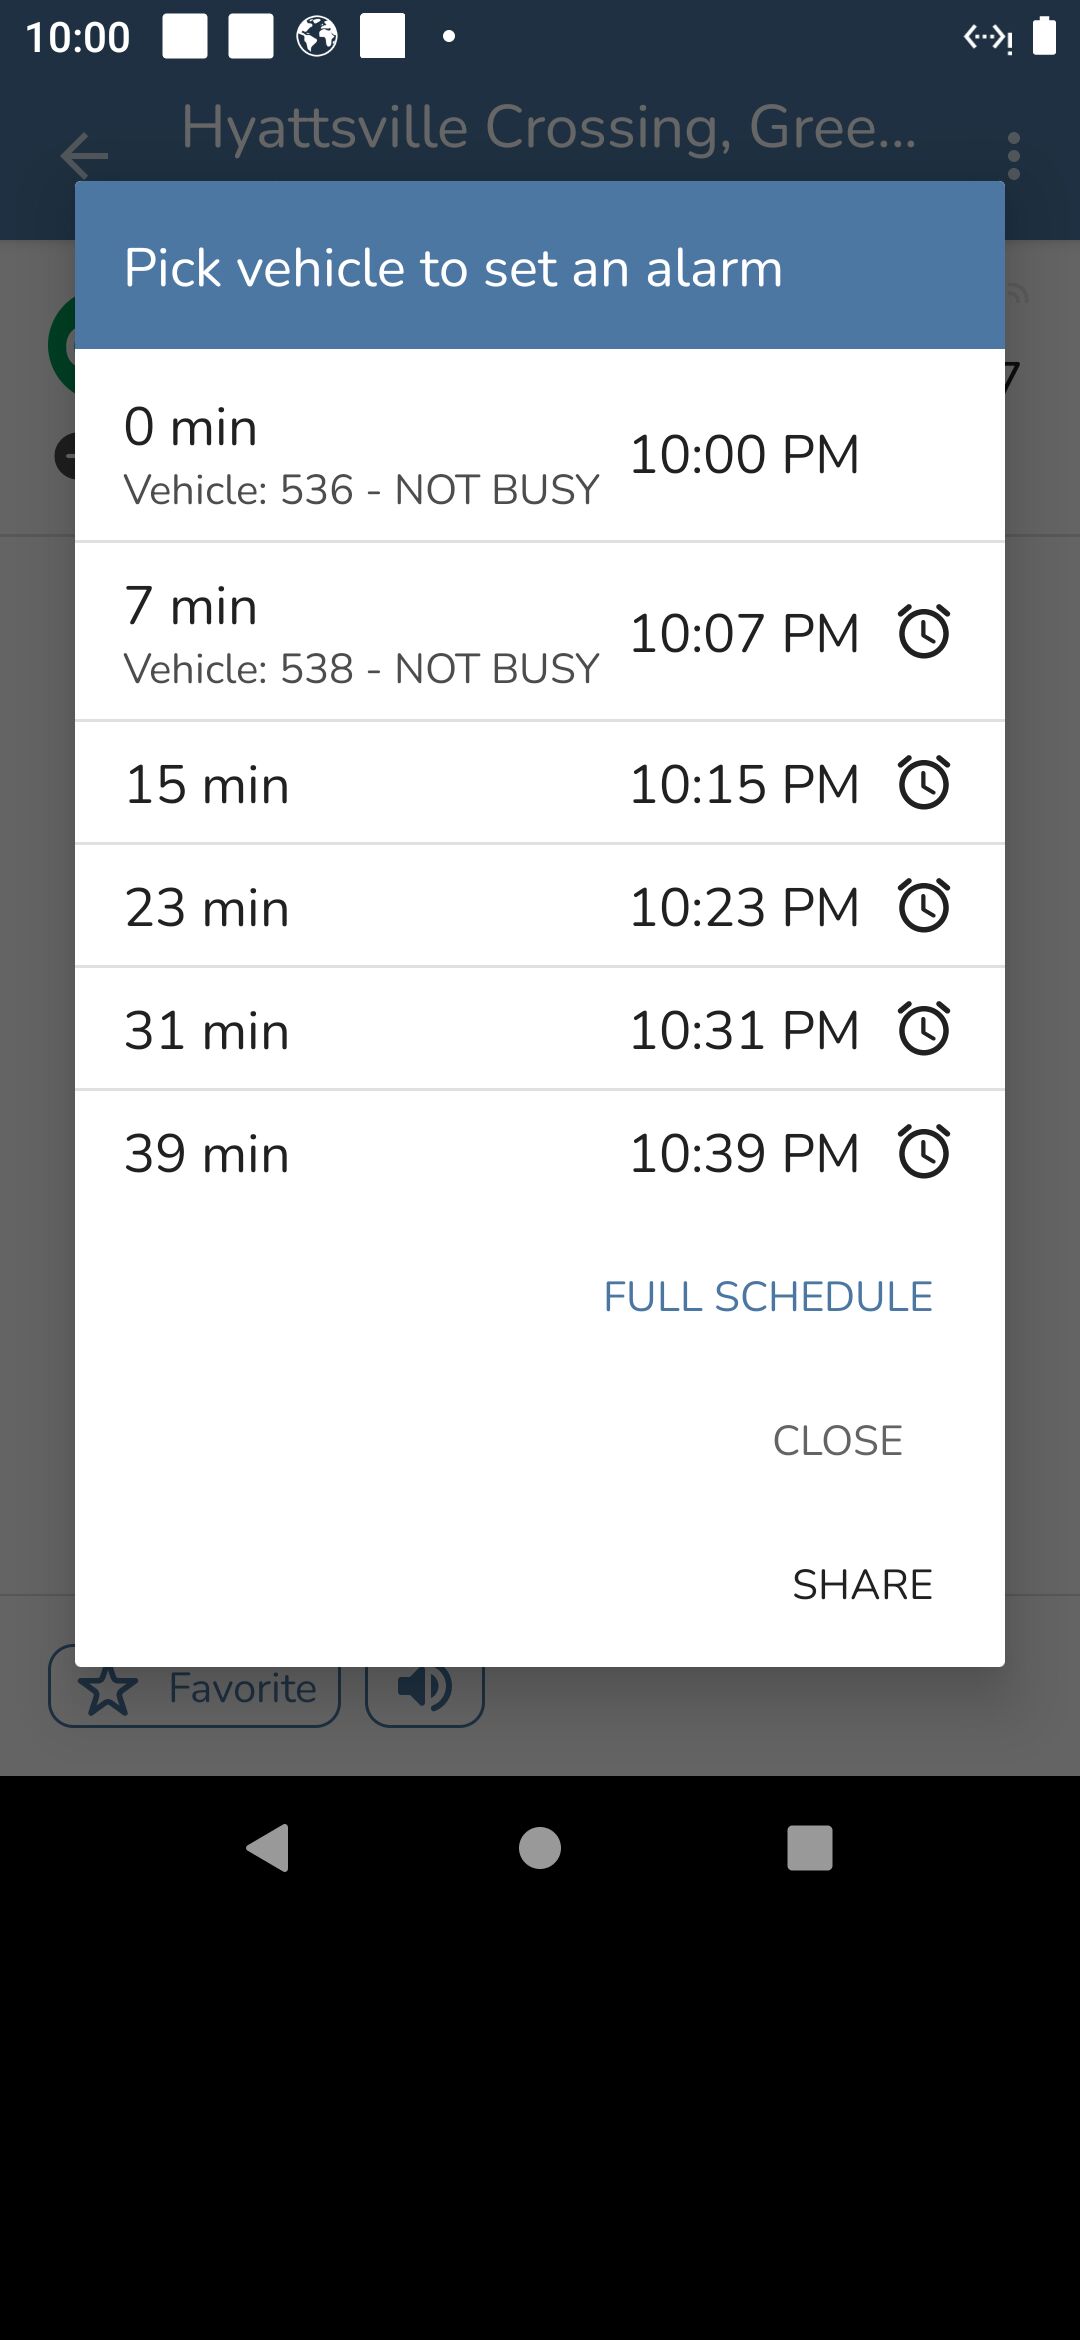 10:00
Hyattsville Crossing, Gree...
Pick vehicle to set an alarm
7
0 min
10:00 PM
Vehicle: 536 - NOT BUSY
7 min
10:07 PM
Vehicle: 538 - NOT BUSY
15 min 10:15 PM
23 min 10:23 PM
31 min 10:31 PM
39 min 10:39 PM
FULL SCHEDULE
CLOSE
SHARE
Favorite